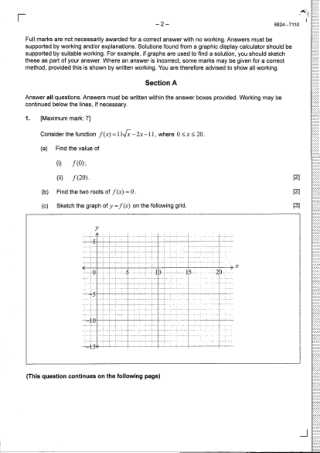 – 2 –
8824 - 7110
Full marks are not necessarily awarded for a correct answer with no working. Answers must be
supported by working and/or explanations. Solutions found from a graphic display calculator should be
supported by suitable working. For example, if graphs are used to find a solution, you should sketch
these as part of your answer. Where an answer is incorrect, some marks may be given for a correct
method, provided this is shown by written working. You are therefore advised to show all working.
Section A
Answer all questions. Answers must be written within the answer boxes provided. Working may be
continued below the lines, if necessary.
1. [Maximum mark: 7]
Consider the function f(x) = 11√x − 2x − 11, where 0 ≤ x ≤ 20.
(a) Find the value of
(i) f(0);
(ii) f(20). [2]
(b) Find the two roots of f(x) = 0. [2]
(c) Sketch the graph of y = f(x) on the following grid. [3]
y
5
0 5 10 15 20 x
−5
−10
−15
(This question continues on the following page)